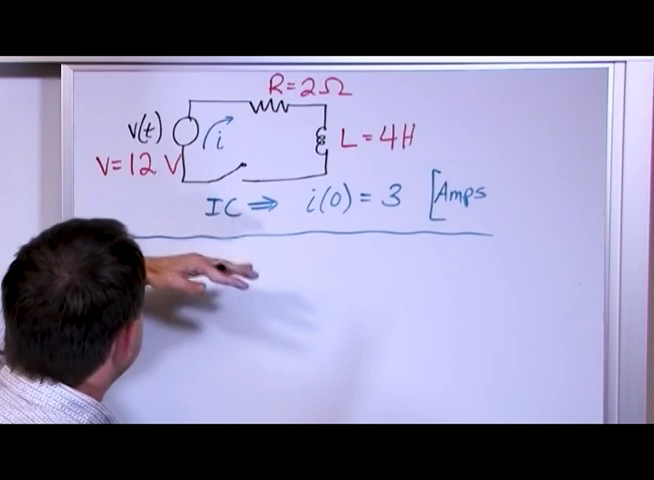 R=2Ω
v(t)
i
L=4H
V=12 V
IC ⇒ i(0) = 3 [Amps